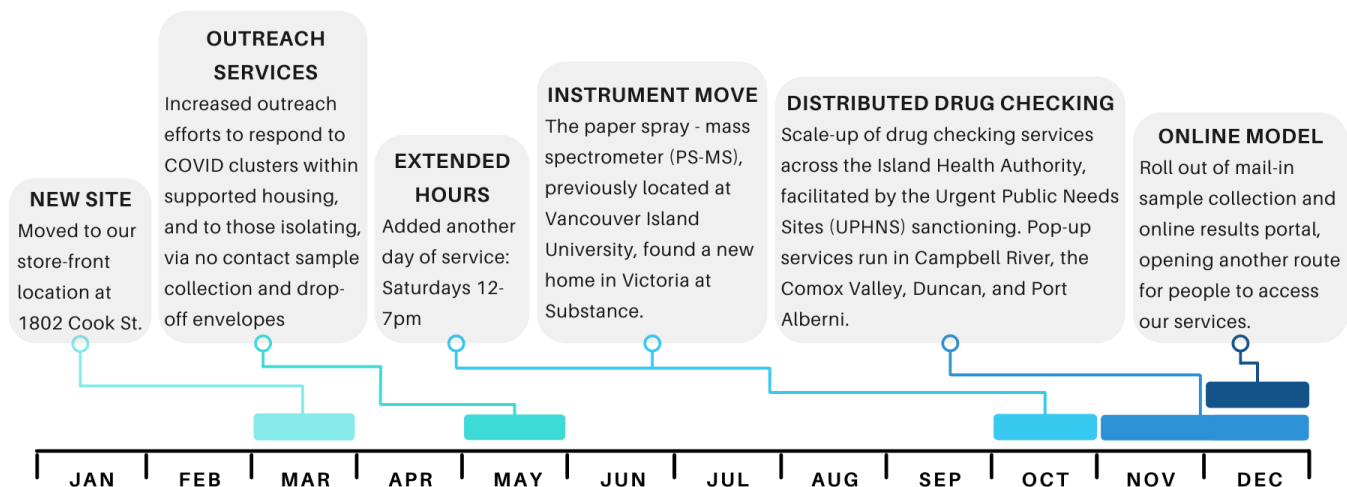 NEW SITE
Moved to our
store-front
location at
1802 Cook St.
OUTREACH
SERVICES
Increased outreach
efforts to respond to
COVID clusters within
supported housing,
and to those isolating,
via no contact sample
collection and drop-
off envelopes
EXTENDED
HOURS
Added another
day of service:
Saturdays 12-
7pm
INSTRUMENT MOVE
The paper spray - mass
spectrometer (PS-MS),
previously located at
Vancouver Island
University, found a new
home in Victoria at
Substance.
DISTRIBUTED DRUG CHECKING
Scale-up of drug checking services
across the Island Health Authority,
facilitated by the Urgent Public Needs
Sites (UPHNS) sanctioning. Pop-up
services run in Campbell River, the
Comox Valley, Duncan, and Port
Alberni.
ONLINE MODEL
Roll out of mail-in
sample collection and
online results portal,
opening another route
for people to access
our services.
JAN FEB MAR APR MAY JUN JUL AUG SEP OCT NOV DEC